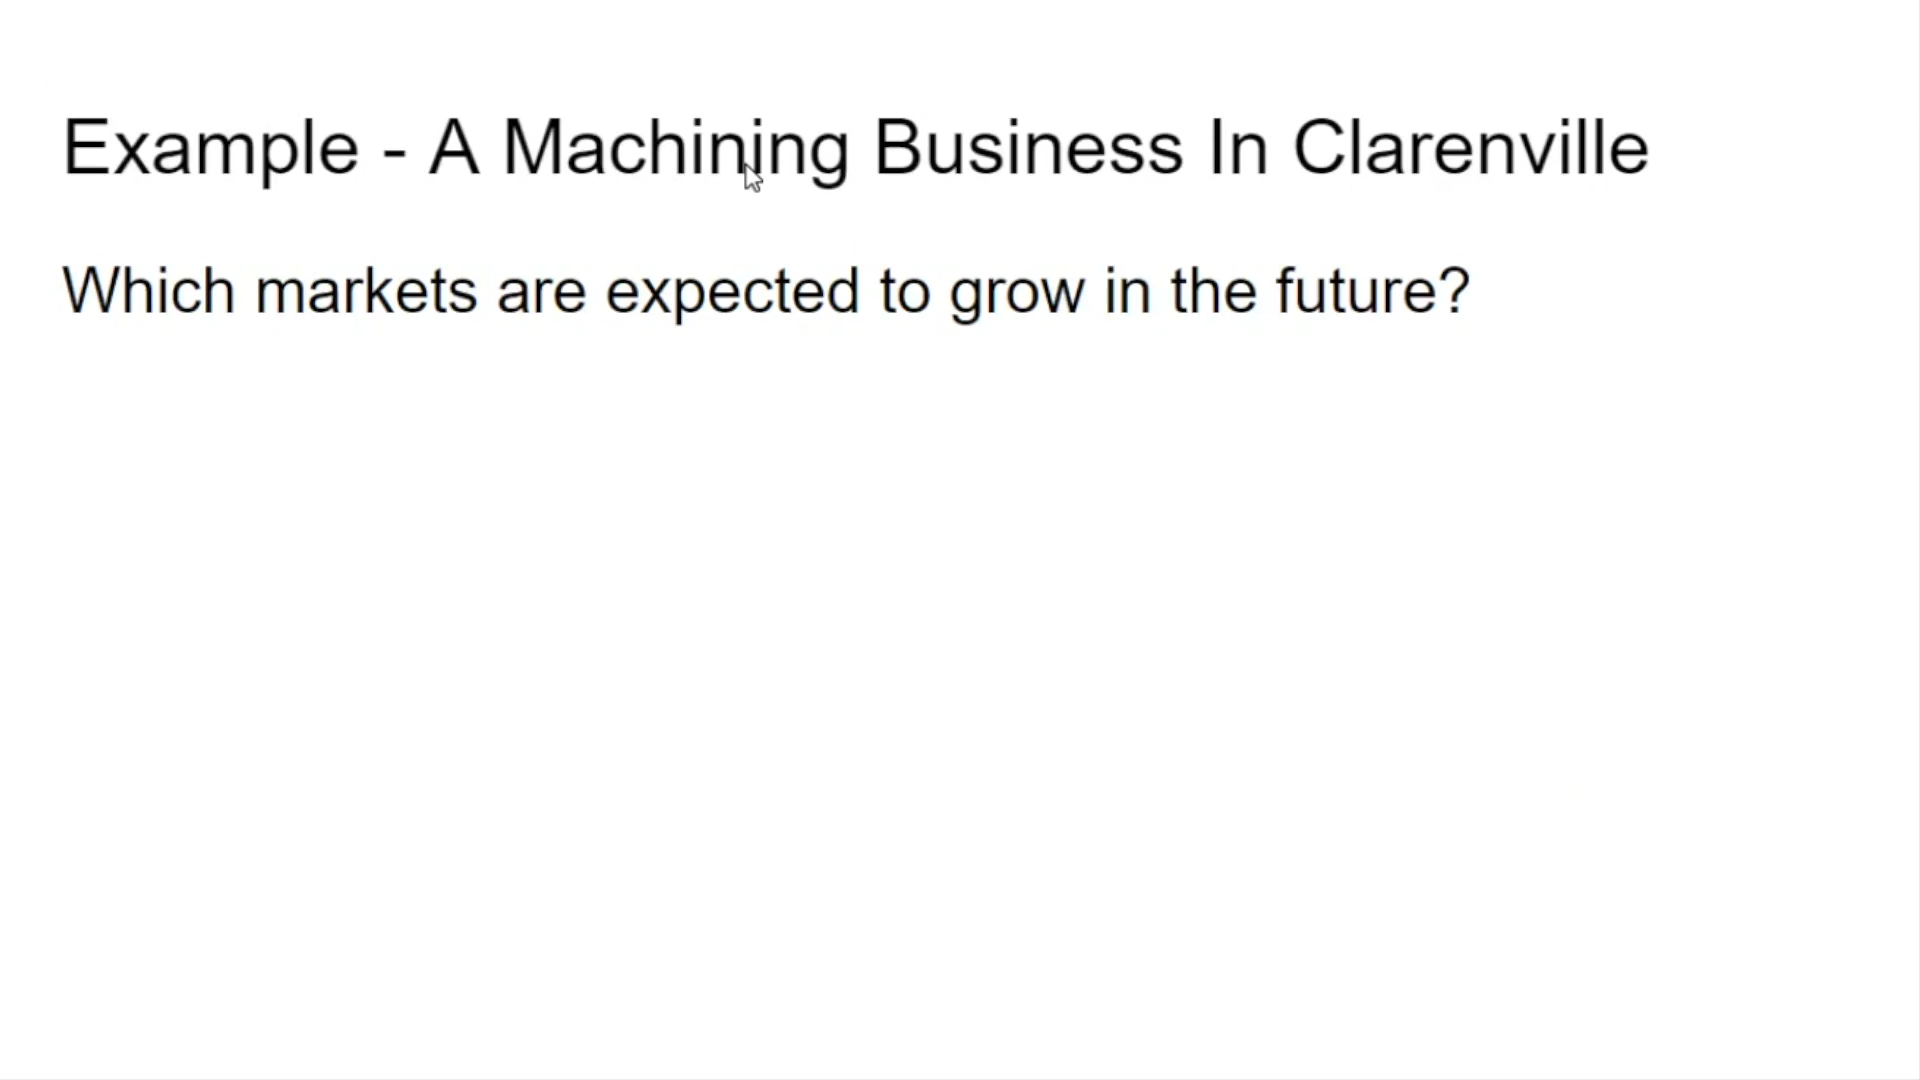 Example - A Machining Business In Clarenville
Which markets are expected to grow in the future?